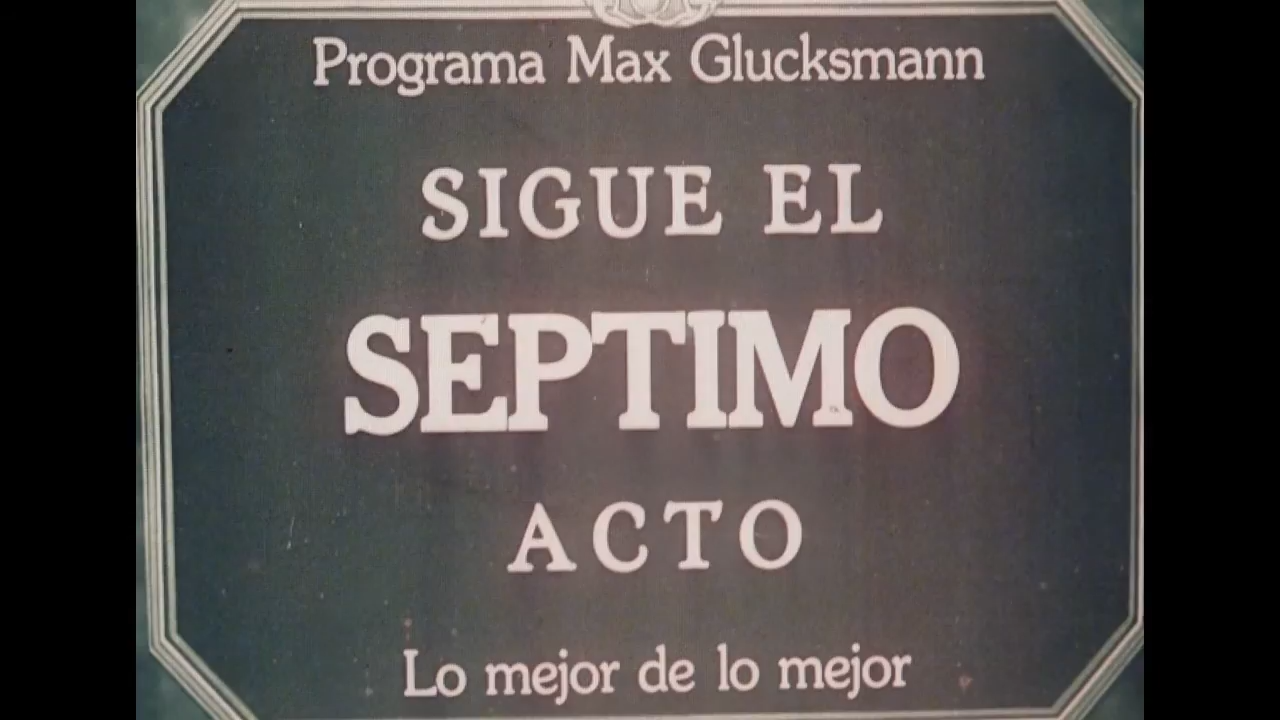 Programa Max Glucksmann
SIGUE EL
SEPTIMO
ACTO
Lo mejor de lo mejor